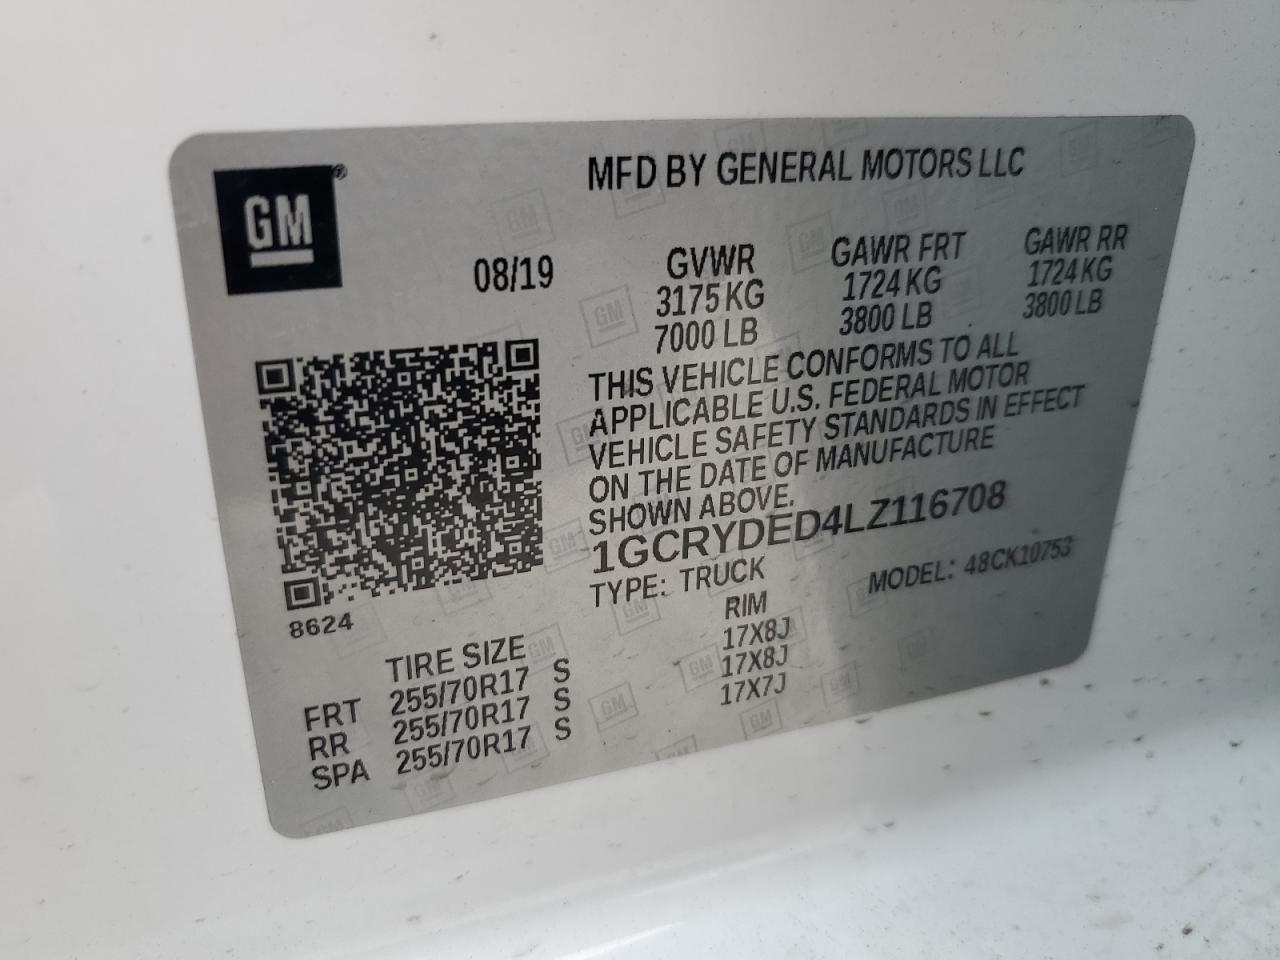 GM®
MFD BY GENERAL MOTORS LLC
08/19
GVWR GAWR FRT GAWR RR
3175 KG 1724 KG 1724 KG
7000 LB 3800 LB 3800 LB
THIS VEHICLE CONFORMS TO ALL
APPLICABLE U.S. FEDERAL MOTOR
VEHICLE SAFETY STANDARDS IN EFFECT
ON THE DATE OF MANUFACTURE
SHOWN ABOVE.
1GCRYDED4LZ116708
TYPE: TRUCK MODEL: 48CK10753
8624
TIRE SIZE RIM
FRT 255/70R17 S 17X8J
RR 255/70R17 S 17X8J
SPA 255/70R17 S 17X7J